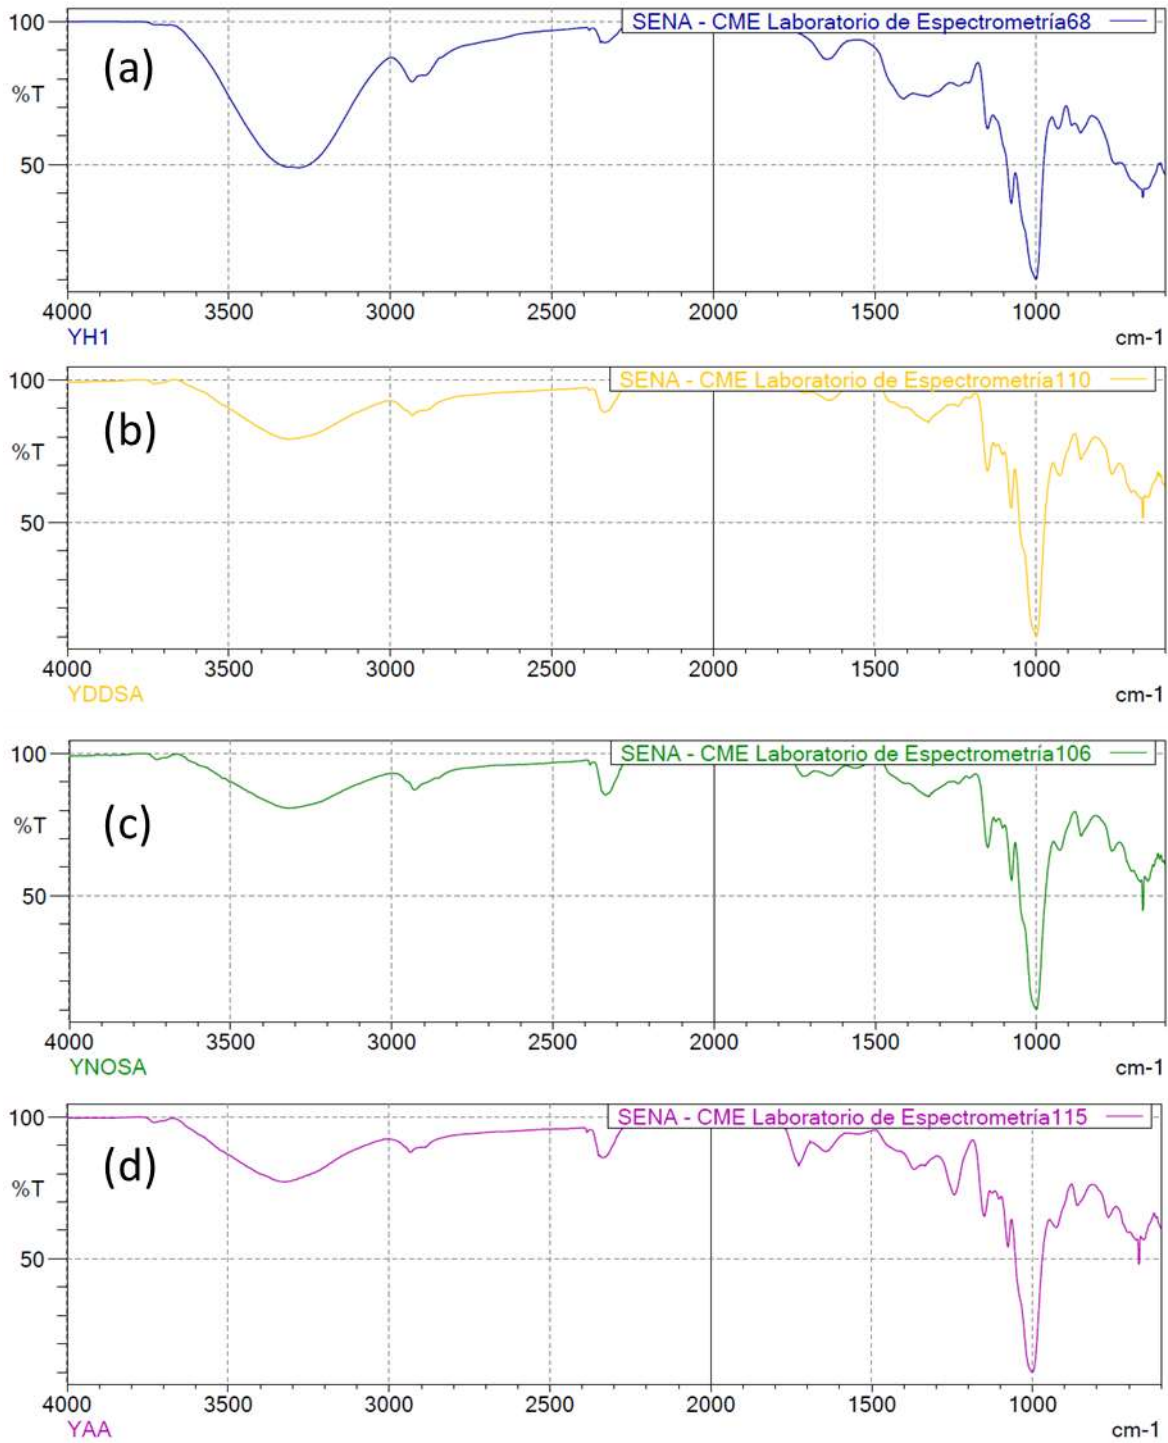 100
SENA - CME Laboratorio de Espectrometría68
(a)
%T
50
4000 3500 3000 2500 2000 1500 1000
YH1 cm-1
100
SENA - CME Laboratorio de Espectrometría110
(b)
%T
50
4000 3500 3000 2500 2000 1500 1000
YDDSA cm-1
100
SENA - CME Laboratorio de Espectrometría106
(c)
%T
50
4000 3500 3000 2500 2000 1500 1000
YNOSA cm-1
100
SENA - CME Laboratorio de Espectrometría115
(d)
%T
50
4000 3500 3000 2500 2000 1500 1000
YAA cm-1